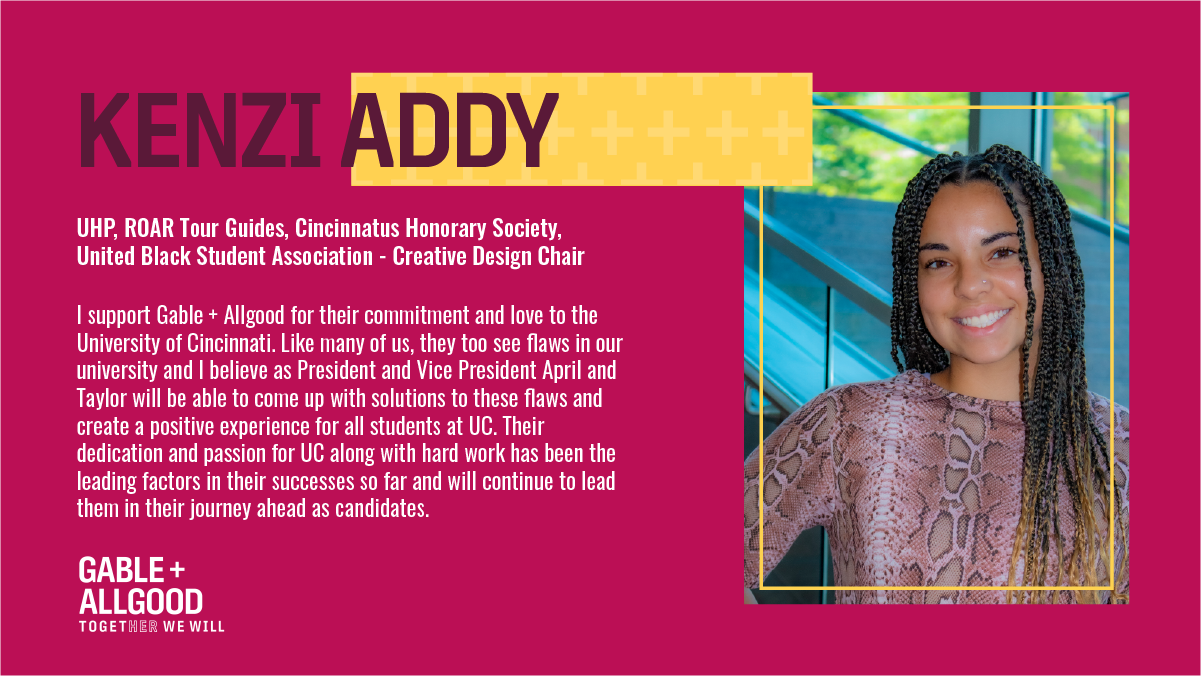 KENZI ADDY
UHP, ROAR Tour Guides, Cincinnatus Honorary Society,
United Black Student Association - Creative Design Chair
I support Gable + Allgood for their commitment and love to the
University of Cincinnati. Like many of us, they too see flaws in our
university and I believe as President and Vice President April and
Taylor will be able to come up with solutions to these flaws and
create a positive experience for all students at UC. Their
dedication and passion for UC along with hard work has been the
leading factors in their successes so far and will continue to lead
them in their journey ahead as candidates.
GABLE +
ALLGOOD
TOGETHER WE WILL